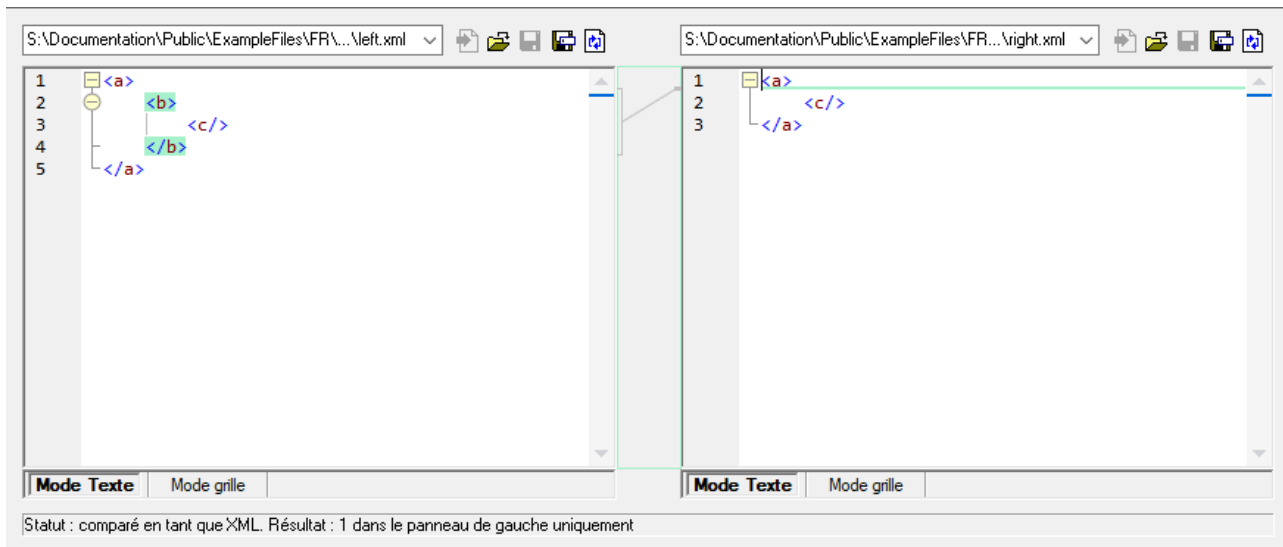 S:\Documentation\Public\ExampleFiles\FR\...\left.xml
S:\Documentation\Public\ExampleFiles\FR...\right.xml
1 <a>
2 <b>
3 <c/>
4 </b>
5 </a>
1 <a>
2 <c/>
3 </a>
Mode Texte Mode grille
Mode Texte Mode grille
Statut : comparé en tant que XML. Résultat : 1 dans le panneau de gauche uniquement